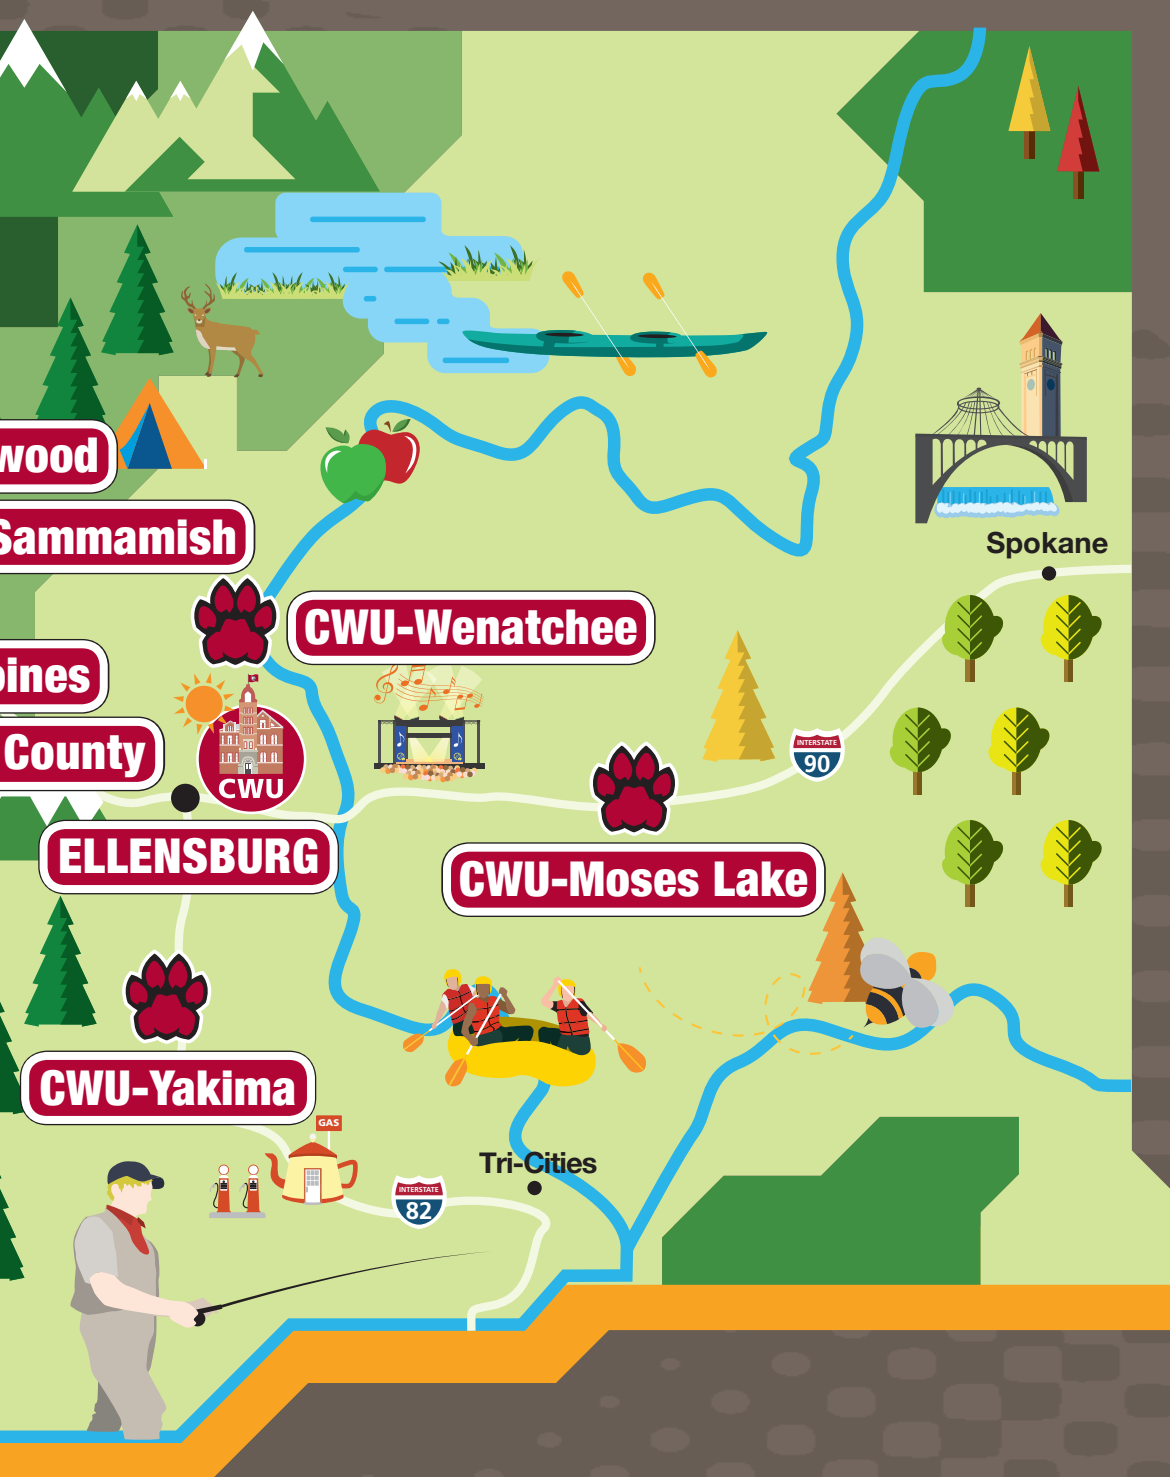 wood
Sammamish
Spokane
CWU-Wenatchee
County
CWU
INTERSTATE
90
ELLENSBURG
CWU-Moses Lake
CWU-Yakima
GAS
Tri-Cities
INTERSTATE
82